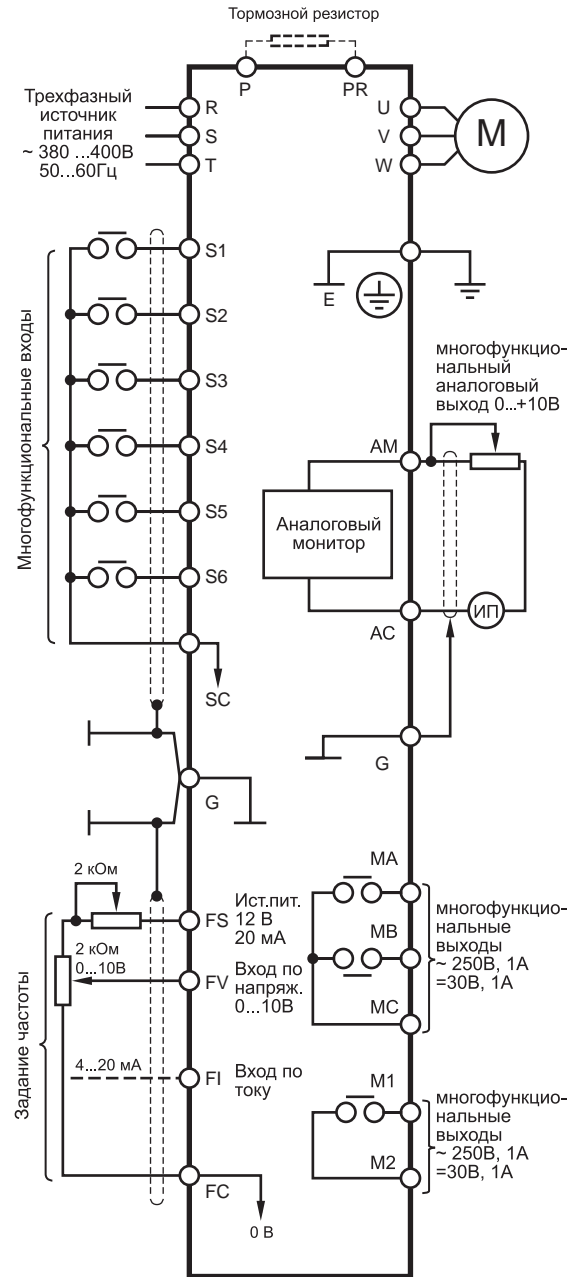 Тормозной резистор
P
PR
Трехфазный
источник
питания
~ 380 ...400В
50...60Гц
R
S
T
U
V
W
M
Многофункциональные входы
S1
S2
S3
S4
S5
S6
SC
E
многофункцио-
нальный
аналоговый
выход 0...+10В
AM
Аналоговый
монитор
ИП
AC
G
G
Задание частоты
2 кОм
FS
Ист.пит.
12 В
20 мА
2 кОм
0...10В
FV
Вход по
напряж.
0...10В
4...20 мА
FI
Вход по
току
FC
0 В
MA
MB
MC
многофункцио-
нальные
выходы
~ 250В, 1А
=30В, 1А
M1
M2
многофункцио-
нальные
выходы
~ 250В, 1А
=30В, 1А